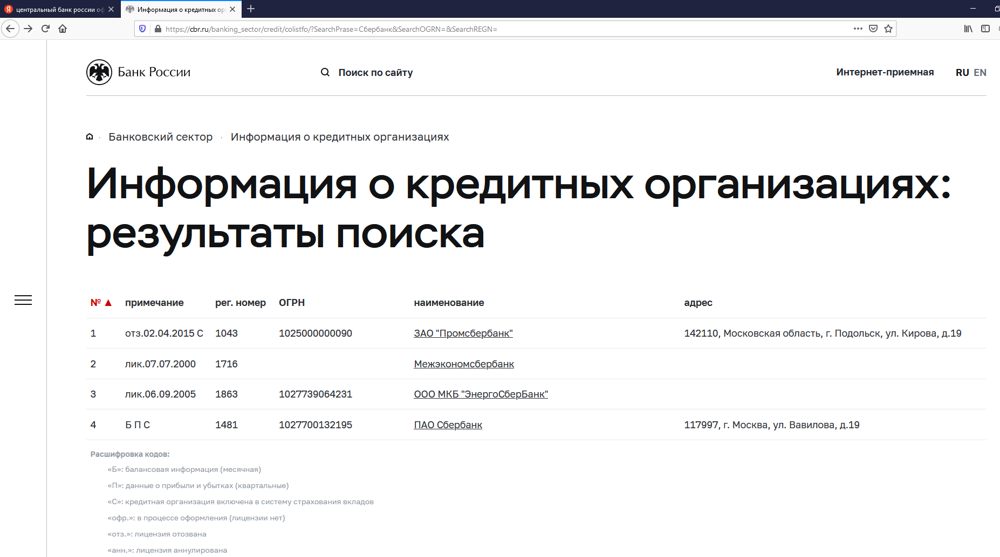 центральный банк россии оф
Информация о кредитных ор
https://cbr.ru/banking_sector/credit/colistfo/?SearchPrase=Сбербанк&SearchOGRN=&SearchREGN=
Банк России
Поиск по сайту
Интернет-приемная
RU EN
Банковский сектор
Информация о кредитных организациях
Информация о кредитных организациях:
результаты поиска
№ ▲ примечание рег. номер ОГРН наименование адрес
1 отз.02.04.2015 С 1043 1025000000090 ЗАО "Промсбербанк" 142110, Московская область, г. Подольск, ул. Кирова, д.19
2 лик.07.07.2000 1716 Межэкономсбербанк
3 лик.06.09.2005 1863 1027739064231 ООО МКБ "ЭнергоСберБанк"
4 Б П С 1481 1027700132195 ПАО Сбербанк 117997, г. Москва, ул. Вавилова, д.19
Расшифровка кодов:
«Б»: балансовая информация (месячная)
«П»: данные о прибыли и убытках (квартальные)
«С»: кредитная организация включена в систему страхования вкладов
«офр.»: в процессе оформления (лицензии нет)
«отз.»: лицензия отозвана
«анн.»: лицензия аннулирована